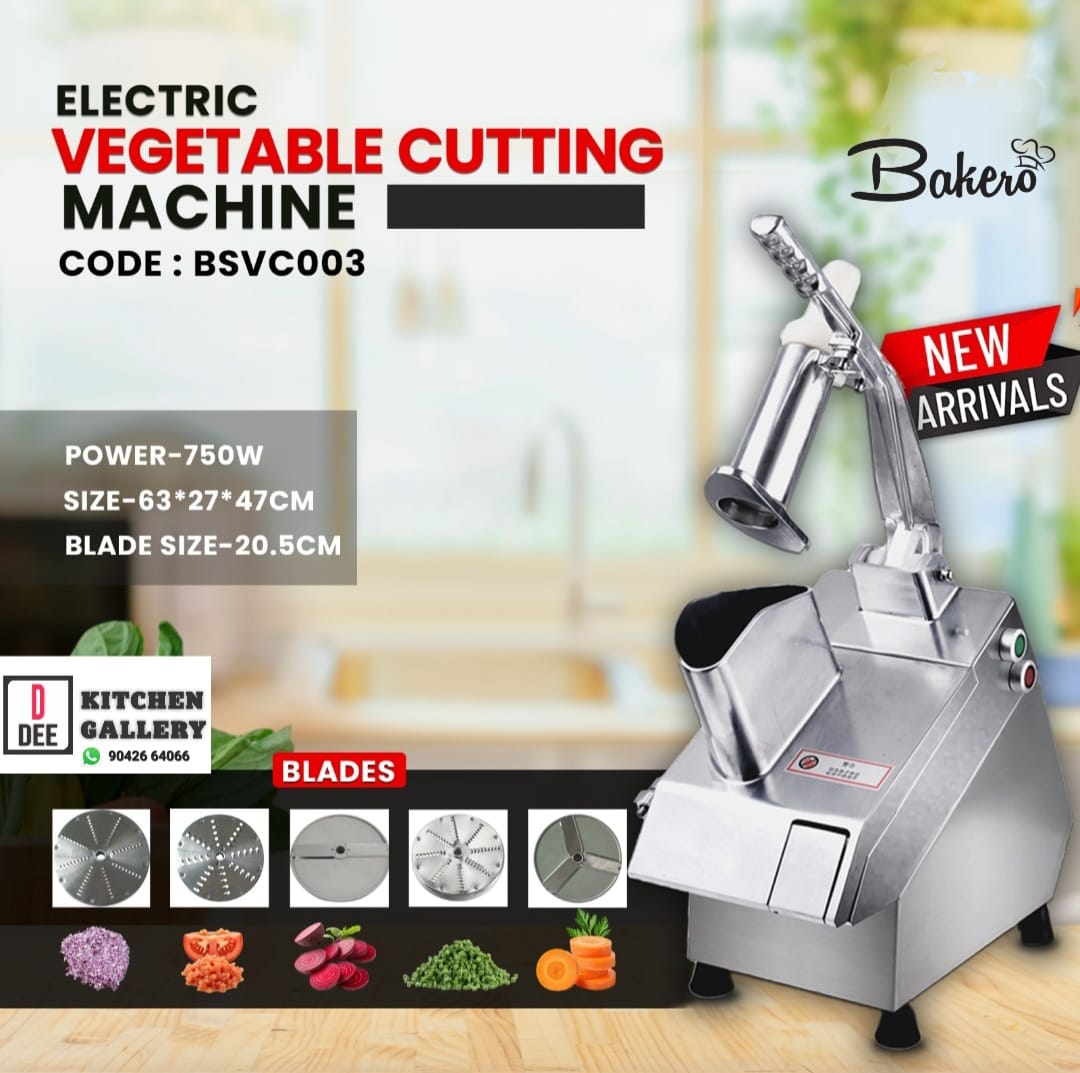 ELECTRIC
VEGETABLE CUTTING
MACHINE
CODE : BSVC003
Bakero
NEW
ARRIVALS
POWER-750W
SIZE-63*27*47CM
BLADE SIZE-20.5CM
D
DEE
KITCHEN
GALLERY
90426 64066
BLADES